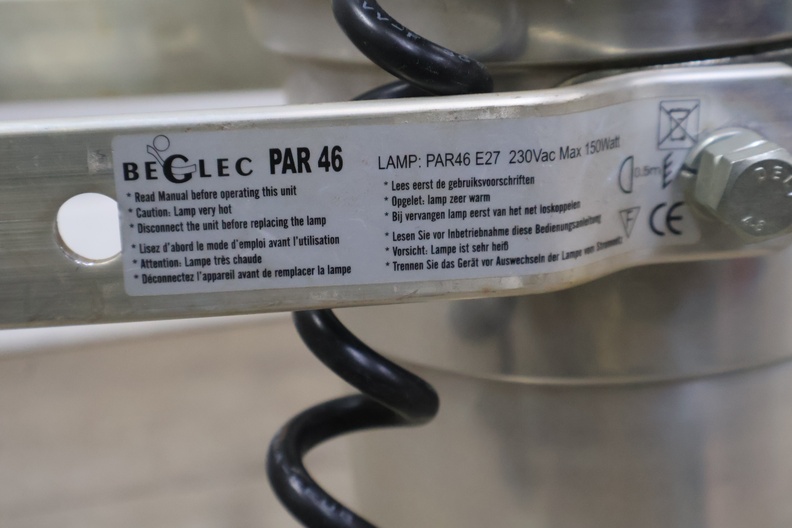 BEGLEC PAR 46
LAMP: PAR46 E27 230Vac Max 150Watt
* Read Manual before operating this unit
* Caution: Lamp very hot
* Disconnect the unit before replacing the lamp
* Lisez d'abord le mode d'emploi avant l'utilisation
* Attention: Lampe très chaude
* Déconnectez l'appareil avant de remplacer la lampe
* Lees eerst de gebruiksvoorschriften
* Opgelet: lamp zeer warm
* Bij vervangen lamp eerst van het net loskoppelen
* Lesen Sie vor Inbetriebnahme diese Bedienungsanleitung
* Vorsicht: Lampe ist sehr heiß
* Trennen Sie das Gerät vor Auswechseln der Lampe vom Stromnetz
0.5m
F
CE